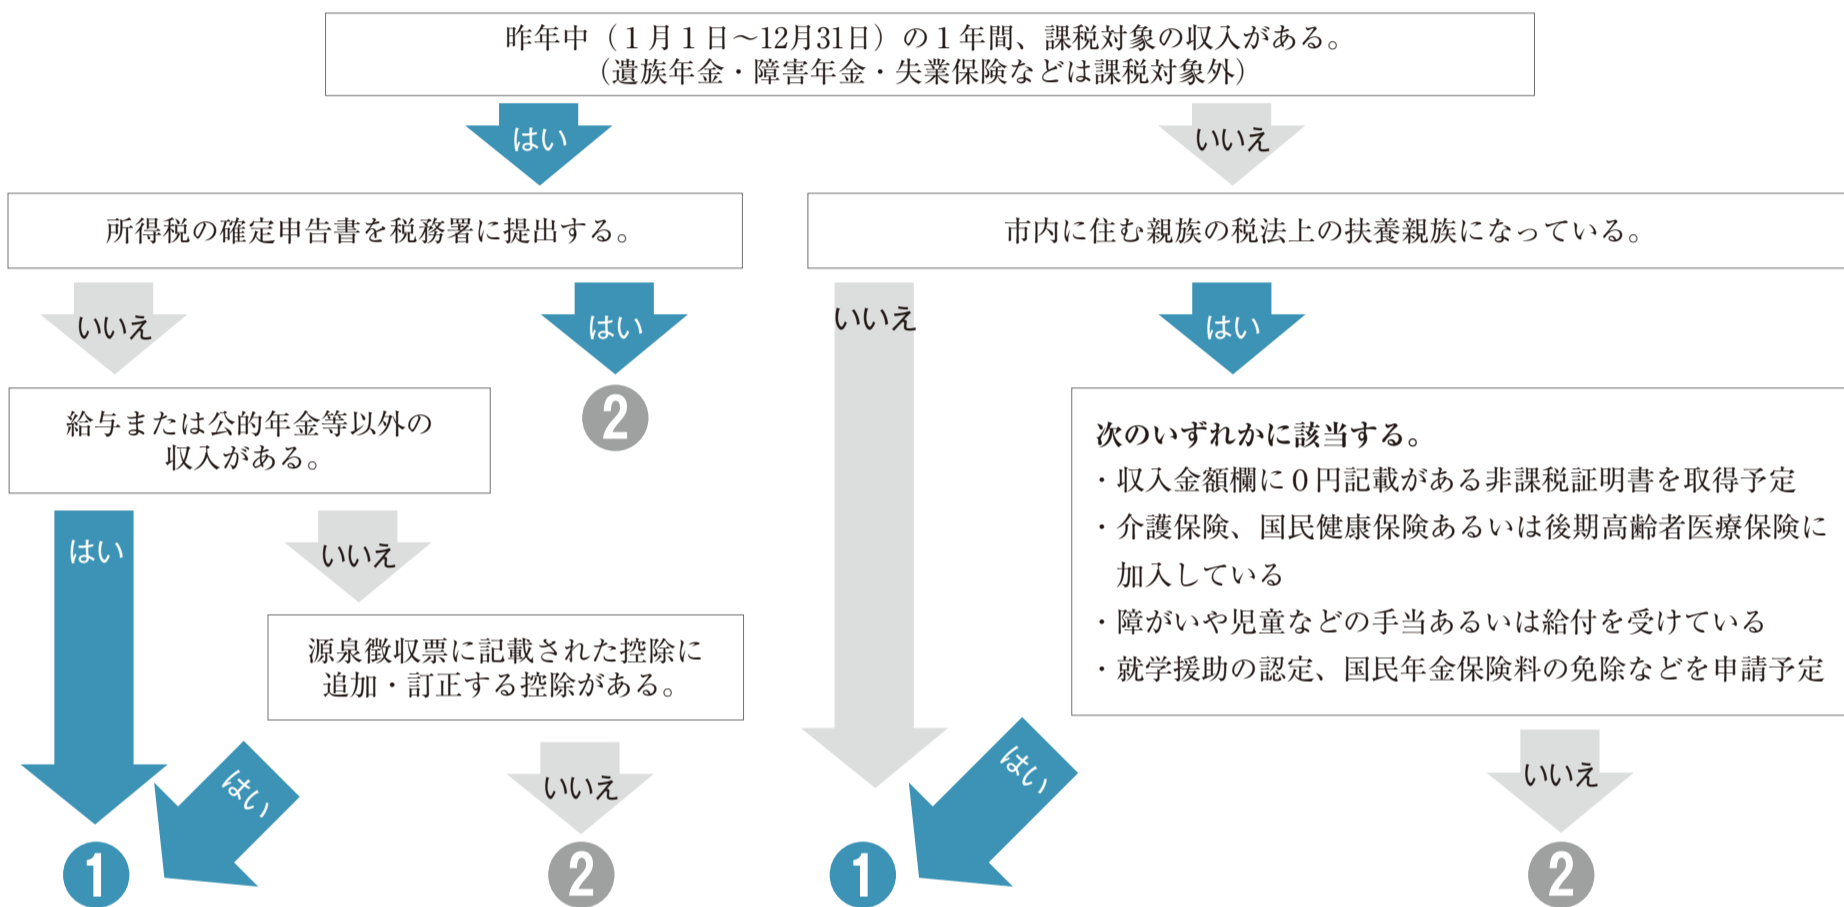 昨年中（１月１日～12月31日）の１年間、課税対象の収入がある。
（遺族年金・障害年金・失業保険などは課税対象外）
はい
いいえ
所得税の確定申告書を税務署に提出する。
市内に住む親族の税法上の扶養親族になっている。
いいえ
はい
いいえ
はい
給与または公的年金等以外の
収入がある。
2
次のいずれかに該当する。
・収入金額欄に０円記載がある非課税証明書を取得予定
・介護保険、国民健康保険あるいは後期高齢者医療保険に
加入している
・障がいや児童などの手当あるいは給付を受けている
・就学援助の認定、国民年金保険料の免除などを申請予定
はい
いいえ
源泉徴収票に記載された控除に
追加・訂正する控除がある。
はい
いいえ
はい
いいえ
1
2
1
2